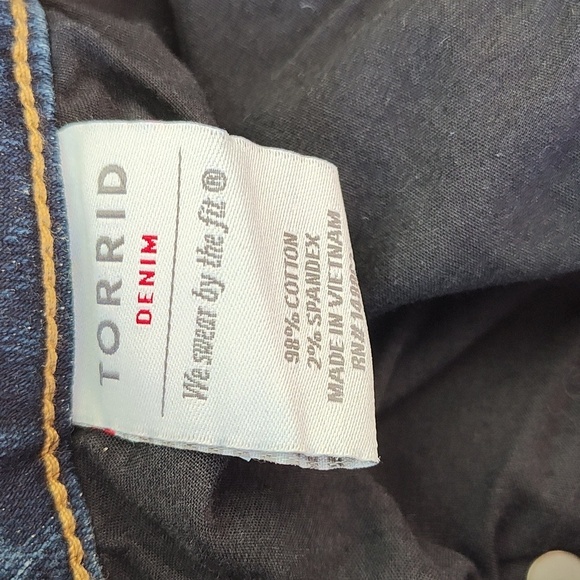 TORRID
DENIM
We swear by the fit ®
98% COTTON
2% SPANDEX
MADE IN VIETNAM